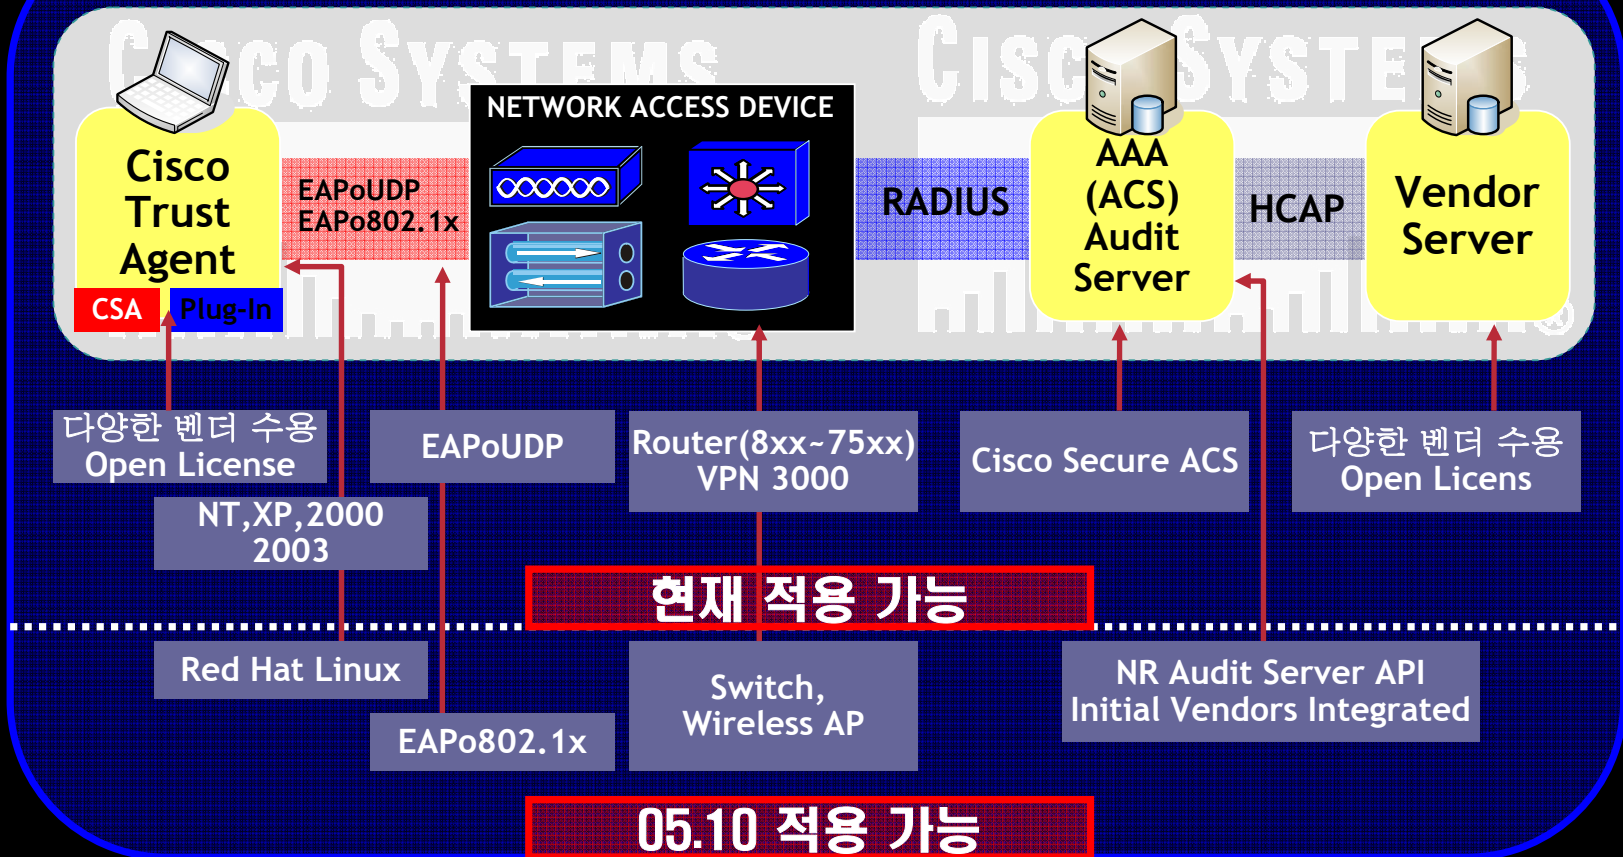 CISCO SYSTEMS
CISCO SYSTEMS
Cisco
Trust
Agent
CSA
Plug-In
EAPoUDP
EAPo802.1x
NETWORK ACCESS DEVICE
RADIUS
AAA
(ACS)
Audit
Server
HCAP
Vendor
Server
®
다양한 벤더 수용
Open License
EAPoUDP
Router(8xx~75xx)
VPN 3000
Cisco Secure ACS
다양한 벤더 수용
Open Licens
NT,XP,2000
2003
현재 적용 가능
Red Hat Linux
EAPo802.1x
Switch,
Wireless AP
NR Audit Server API
Initial Vendors Integrated
05.10 적용 가능